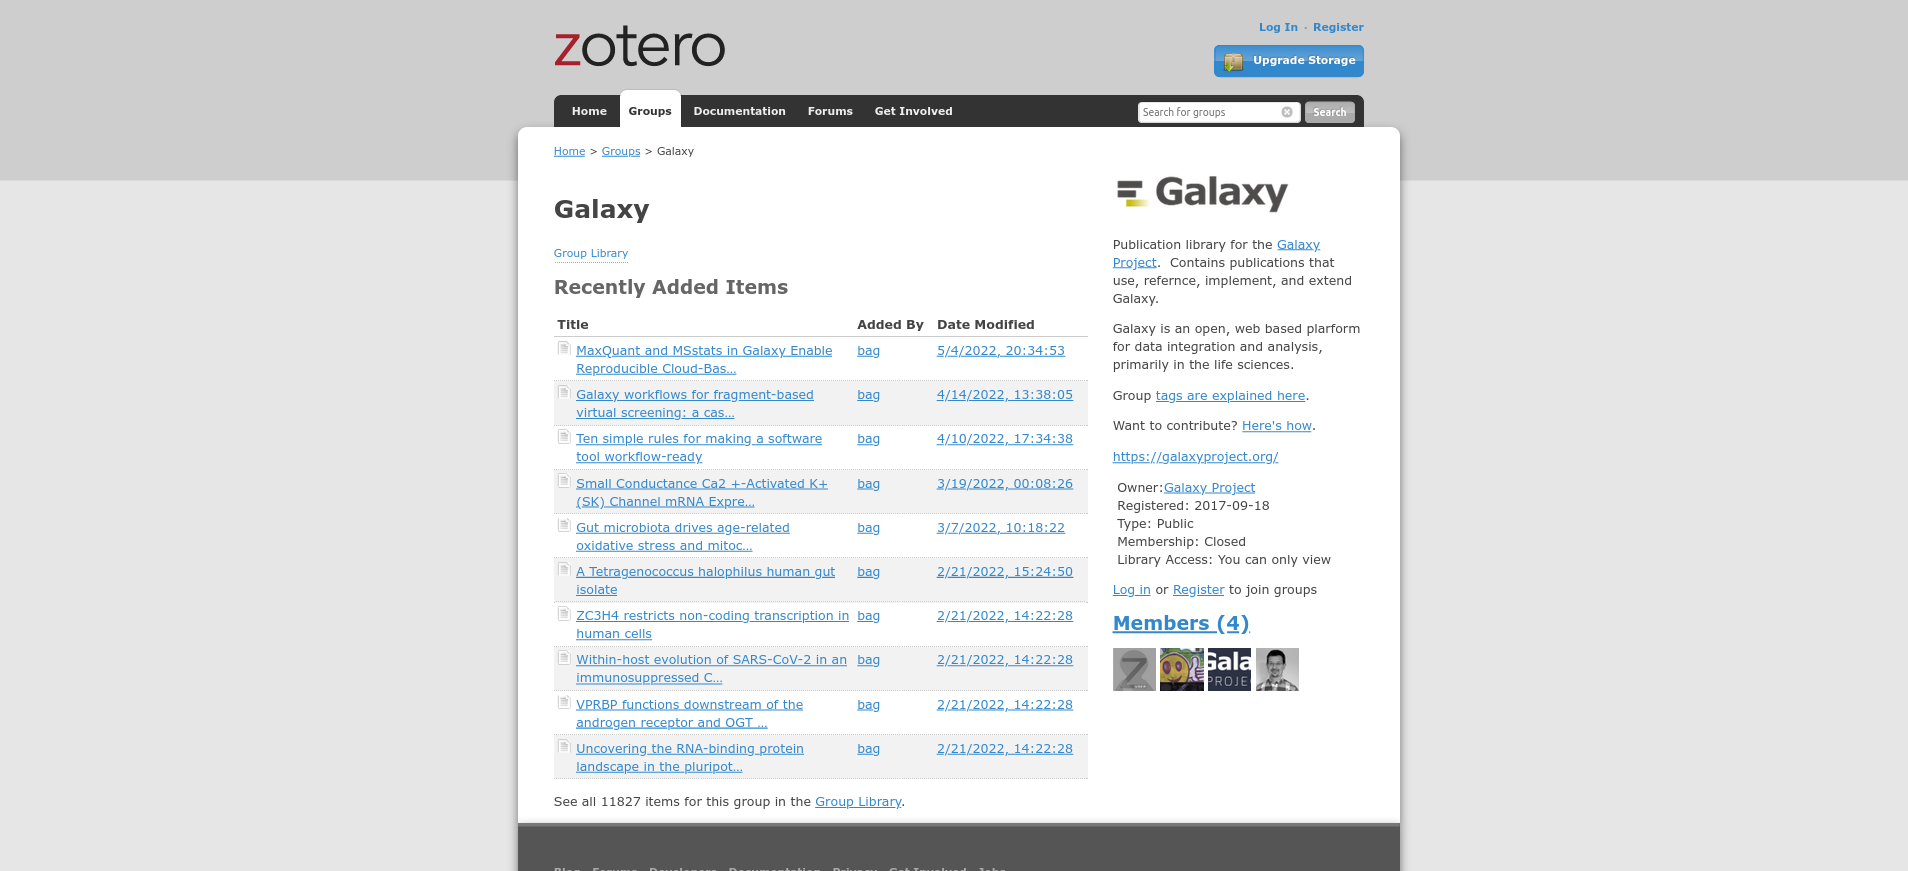 zotero
Log In · Register
Upgrade Storage
Home Groups Documentation Forums Get Involved
Search for groups
Search
Home > Groups > Galaxy
Galaxy
Group Library
Recently Added Items
Title Added By Date Modified
MaxQuant and MSstats in Galaxy Enable
Reproducible Cloud-Bas…
bag
5/4/2022, 20:34:53
Galaxy workflows for fragment-based
virtual screening: a cas…
bag
4/14/2022, 13:38:05
Ten simple rules for making a software
tool workflow-ready
bag
4/10/2022, 17:34:38
Small Conductance Ca2 +-Activated K+
(SK) Channel mRNA Expre…
bag
3/19/2022, 00:08:26
Gut microbiota drives age-related
oxidative stress and mitoc…
bag
3/7/2022, 10:18:22
A Tetragenococcus halophilus human gut
isolate
bag
2/21/2022, 15:24:50
ZC3H4 restricts non-coding transcription in
human cells
bag
2/21/2022, 14:22:28
Within-host evolution of SARS-CoV-2 in an
immunosuppressed C…
bag
2/21/2022, 14:22:28
VPRBP functions downstream of the
androgen receptor and OGT …
bag
2/21/2022, 14:22:28
Uncovering the RNA-binding protein
landscape in the pluripot…
bag
2/21/2022, 14:22:28
See all 11827 items for this group in the Group Library.
Galaxy
Publication library for the Galaxy
Project. Contains publications that
use, refernce, implement, and extend
Galaxy.
Galaxy is an open, web based plarform
for data integration and analysis,
primarily in the life sciences.
Group tags are explained here.
Want to contribute? Here's how.
https://galaxyproject.org/
Owner:Galaxy Project
Registered: 2017-09-18
Type: Public
Membership: Closed
Library Access: You can only view
Log in or Register to join groups
Members (4)
Gala
PROJE
Blog Forums Developers Documentation Privacy Get Involved Jobs